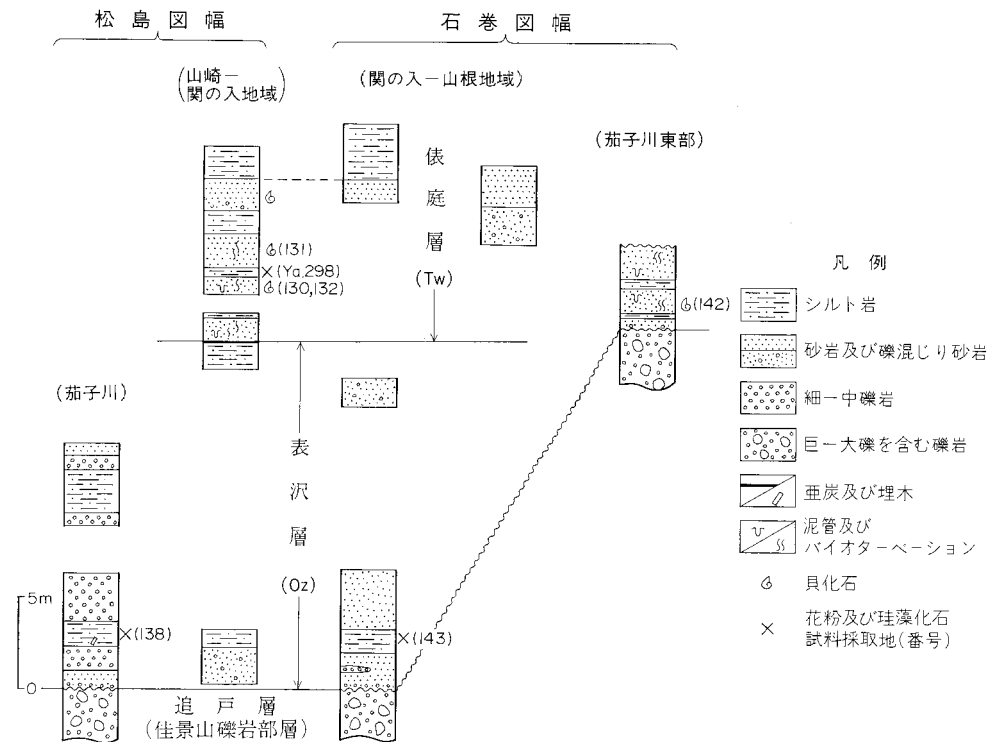 松島図幅
石巻図幅
(山崎－
関の入地域)
(関の入－山根地域)
(茄子川東部)
俵庭層
(Tw)
(131)
(Ya,298)
(130,132)
(142)
(茄子川)
表沢層
(Oz)
5m
0
(138)
(143)
追戸層
(佳景山礫岩部層)
凡例
シルト岩
砂岩及び礫混じり砂岩
細－中礫岩
巨－大礫を含む礫岩
亜炭及び埋木
泥管及び
バイオターベーション
貝化石
花粉及び珪藻化石
試料採取地(番号)